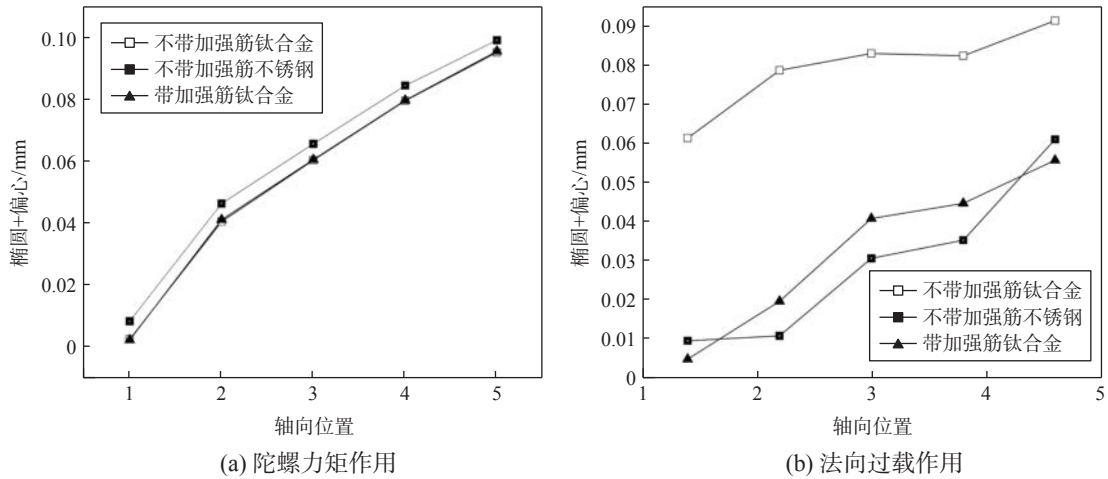 0.10
0.08
0.06
0.04
0.02
0
椭圆+偏心/mm
不带加强筋钛合金
不带加强筋不锈钢
带加强筋钛合金
1 2 3 4 5
轴向位置
(a) 陀螺力矩作用
0.09
0.08
0.07
0.06
0.05
0.04
0.03
0.02
0.01
0
椭圆+偏心/mm
不带加强筋钛合金
不带加强筋不锈钢
带加强筋钛合金
1 2 3 4 5
轴向位置
(b) 法向过载作用